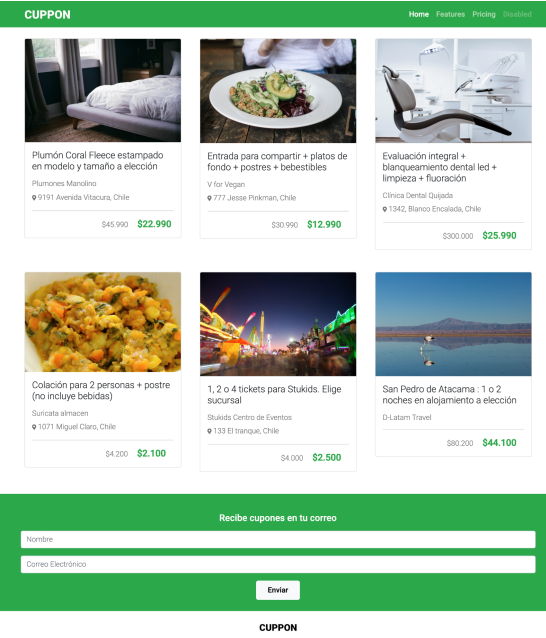 CUPPON
Home Features Pricing Disabled
Plumón Coral Fleece estampado
en modelo y tamaño a elección
Plumones Manolino
9191 Avenida Vitacura, Chile
$45.990 $22.990
Entrada para compartir + platos de
fondo + postres + bebestibles
V for Vegan
777 Jesse Pinkman, Chile
$30.990 $12.990
Evaluación integral +
blanqueamiento dental led +
limpieza + fluoración
Clínica Dental Quijada
1342, Blanco Encalada, Chile
$300.000 $25.990
Colación para 2 personas + postre
(no incluye bebidas)
Suricata almacen
1071 Miguel Claro, Chile
$4.200 $2.100
1, 2 o 4 tickets para Stukids. Elige
sucursal
Stukids Centro de Eventos
133 El tranque, Chile
$4.000 $2.500
San Pedro de Atacama : 1 o 2
noches en alojamiento a elección
D-Latam Travel
$80.200 $44.100
Recibe cupones en tu correo
Nombre
Correo Electrónico
Enviar
CUPPON